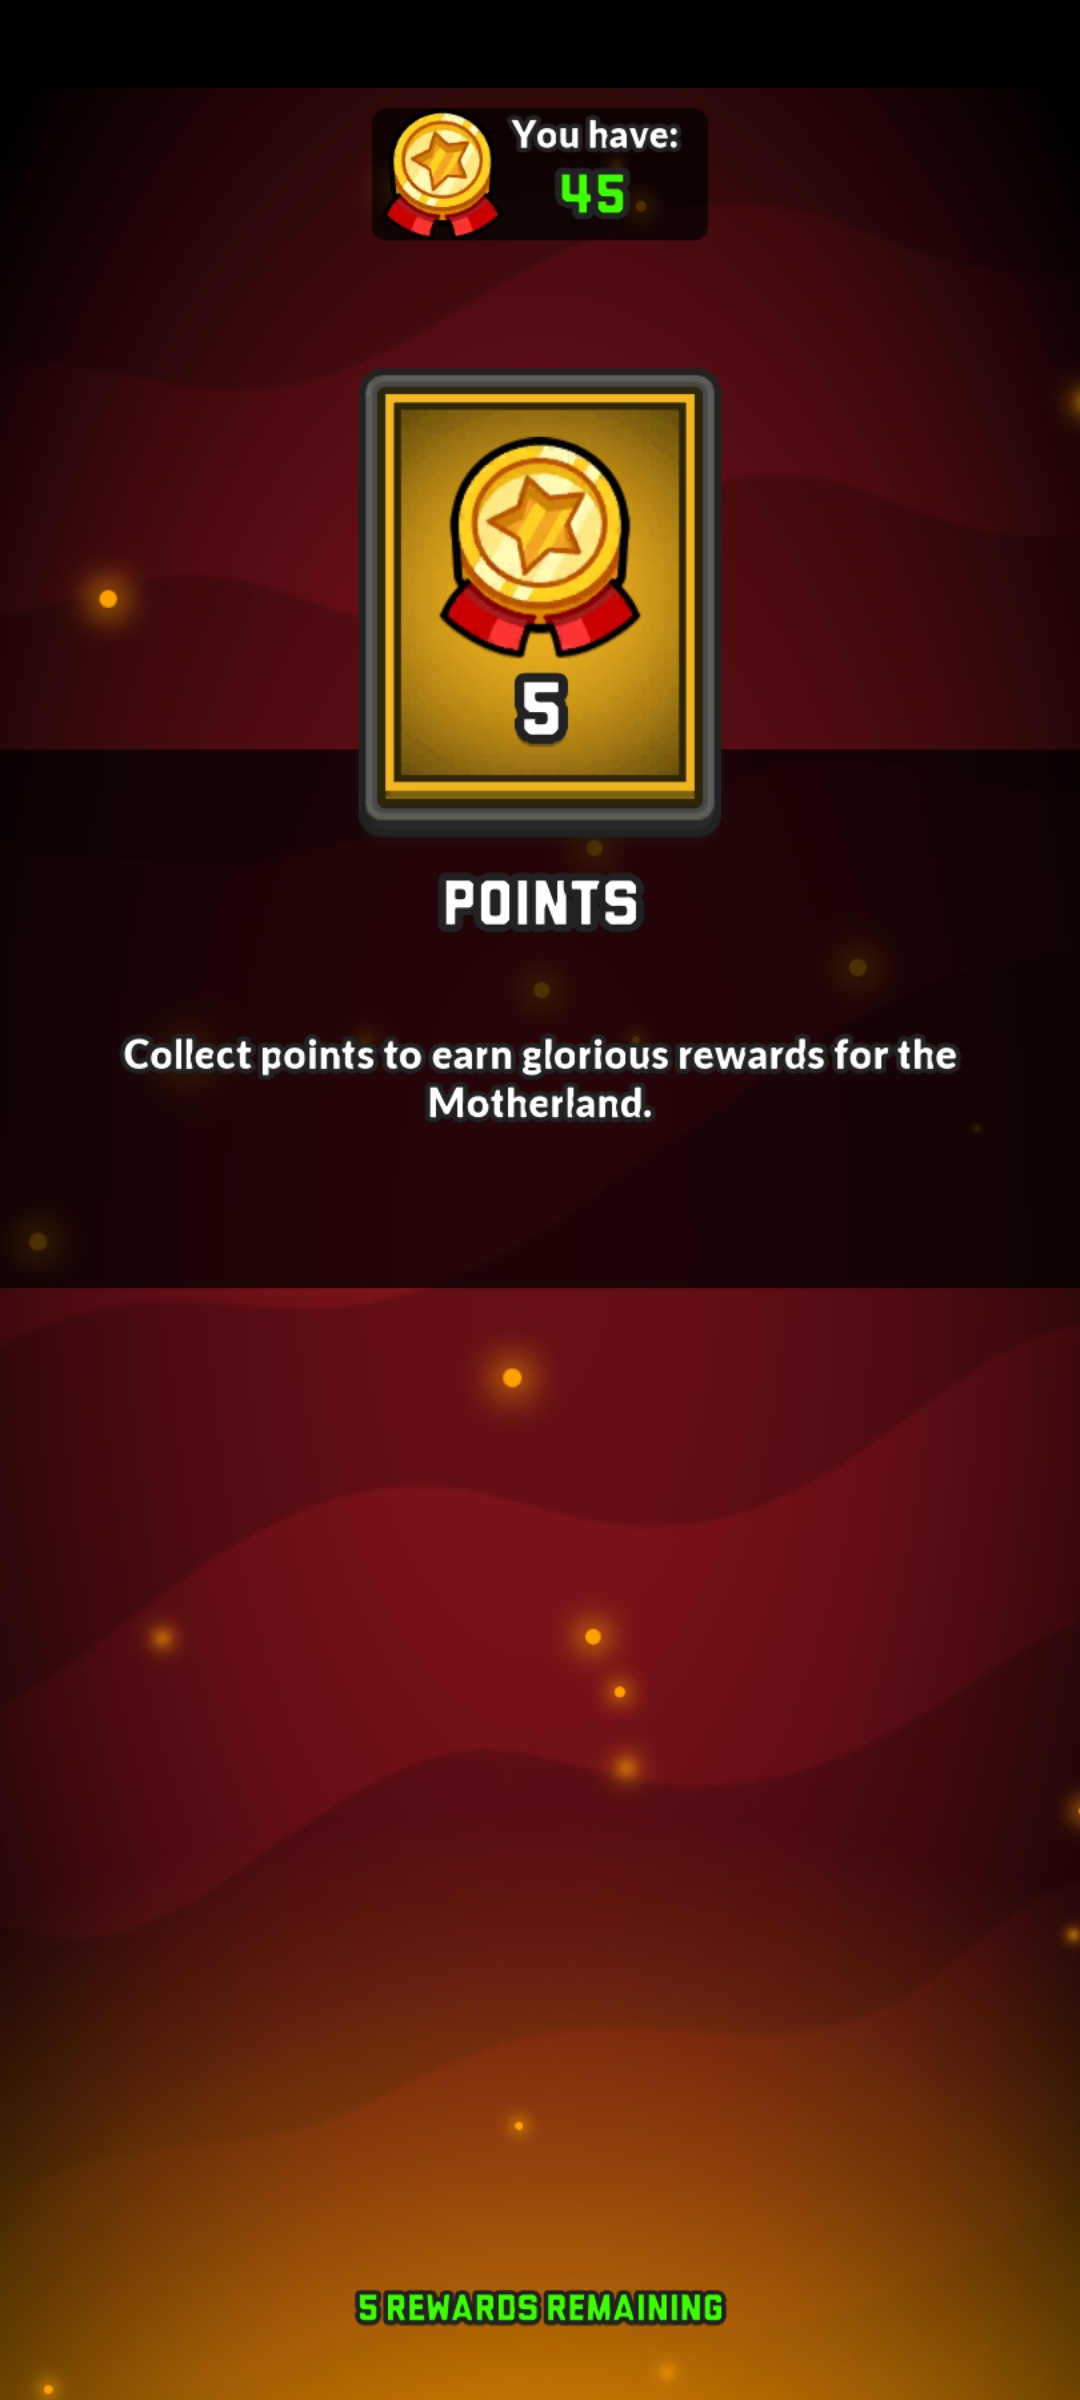 You have:
45
5
POINTS
Collect points to earn glorious rewards for the
Motherland.
5 REWARDS REMAINING